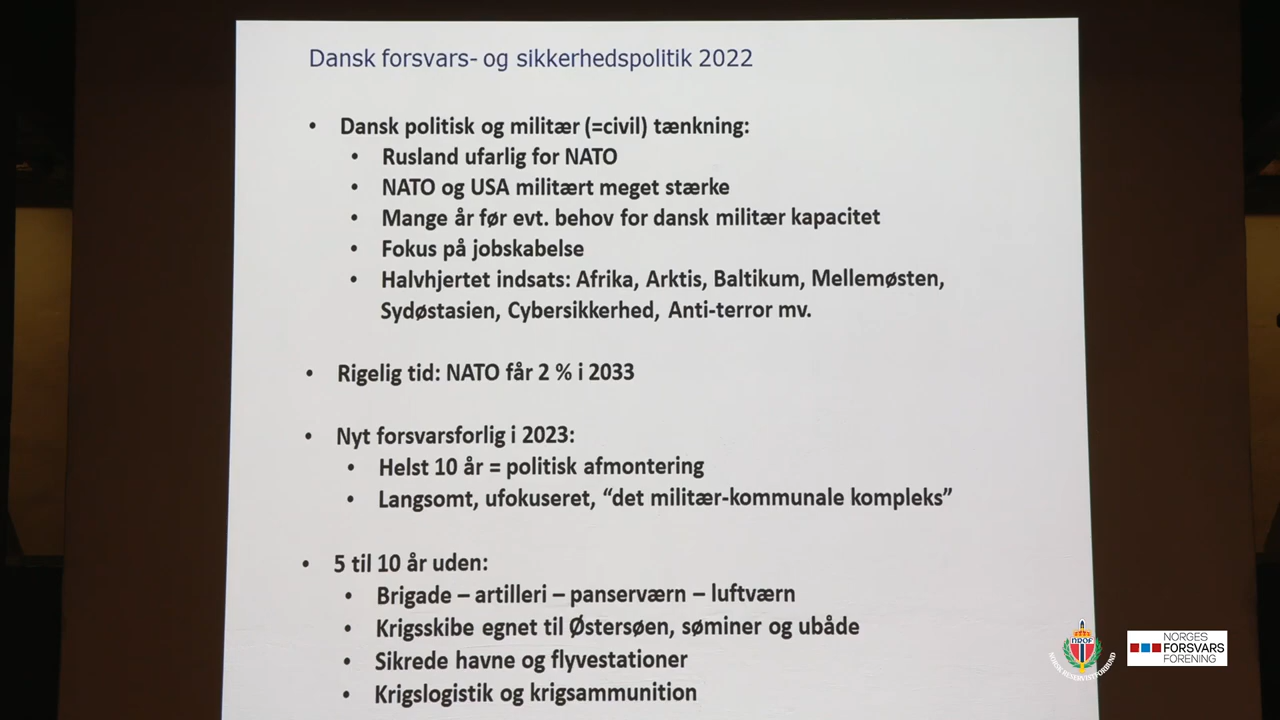 Dansk forsvars- og sikkerhedspolitik 2022
• Dansk politisk og militær (=civil) tænkning:
• Rusland ufarlig for NATO
• NATO og USA militært meget stærke
• Mange år før evt. behov for dansk militær kapacitet
• Fokus på jobskabelse
• Halvhjertet indsats: Afrika, Arktis, Baltikum, Mellemøsten,
Sydøstasien, Cybersikkerhed, Anti-terror mv.
• Rigelig tid: NATO får 2 % i 2033
• Nyt forsvarsforlig i 2023:
• Helst 10 år = politisk afmontering
• Langsomt, ufokuseret, “det militær-kommunale kompleks”
• 5 til 10 år uden:
• Brigade – artilleri – panserværn – luftværn
• Krigsskibe egnet til Østersøen, søminer og ubåde
• Sikrede havne og flyvestationer
• Krigslogistik og krigsammunition
NROF
NORSK RESERVISTFORBUND
NORGES
FORSVARS
FORENING